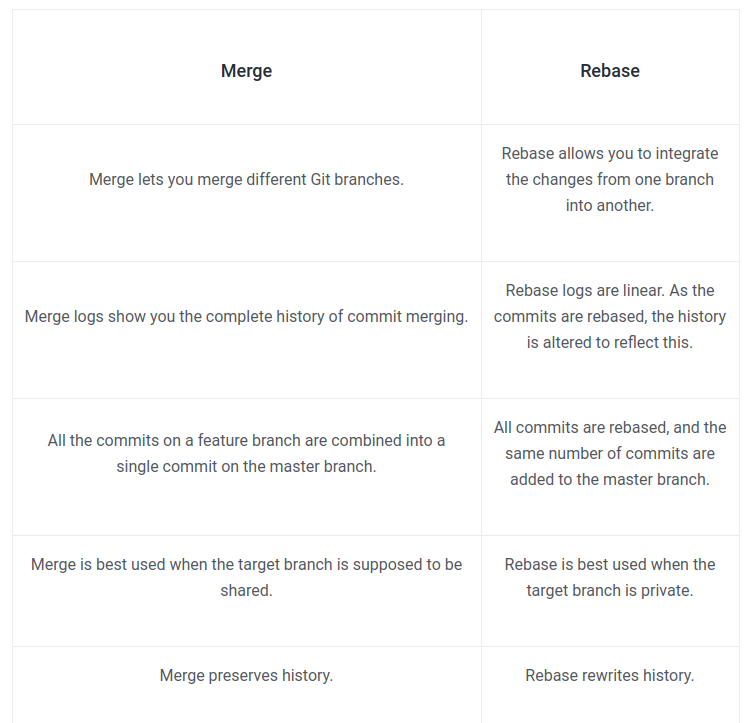 Merge
Rebase
Merge lets you merge different Git branches.
Rebase allows you to integrate
the changes from one branch
into another.
Merge logs show you the complete history of commit merging.
Rebase logs are linear. As the
commits are rebased, the history
is altered to reflect this.
All the commits on a feature branch are combined into a
single commit on the master branch.
All commits are rebased, and the
same number of commits are
added to the master branch.
Merge is best used when the target branch is supposed to be
shared.
Rebase is best used when the
target branch is private.
Merge preserves history.
Rebase rewrites history.